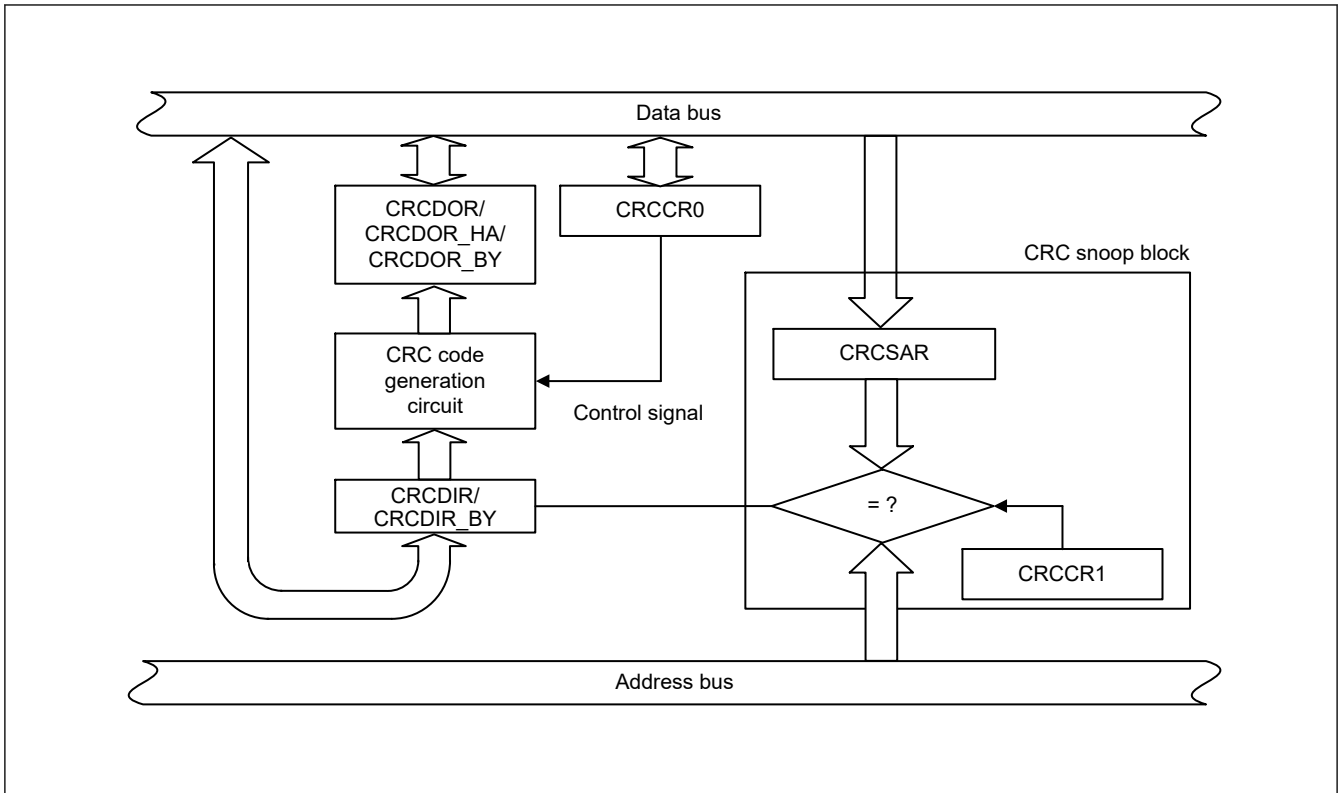 Data bus
CRCDOR/
CRCDOR_HA/
CRCDOR_BY
CRCCR0
CRC snoop block
CRCSAR
CRC code
generation
circuit
Control signal
CRCDIR/
CRCDIR_BY
= ?
CRCCR1
Address bus